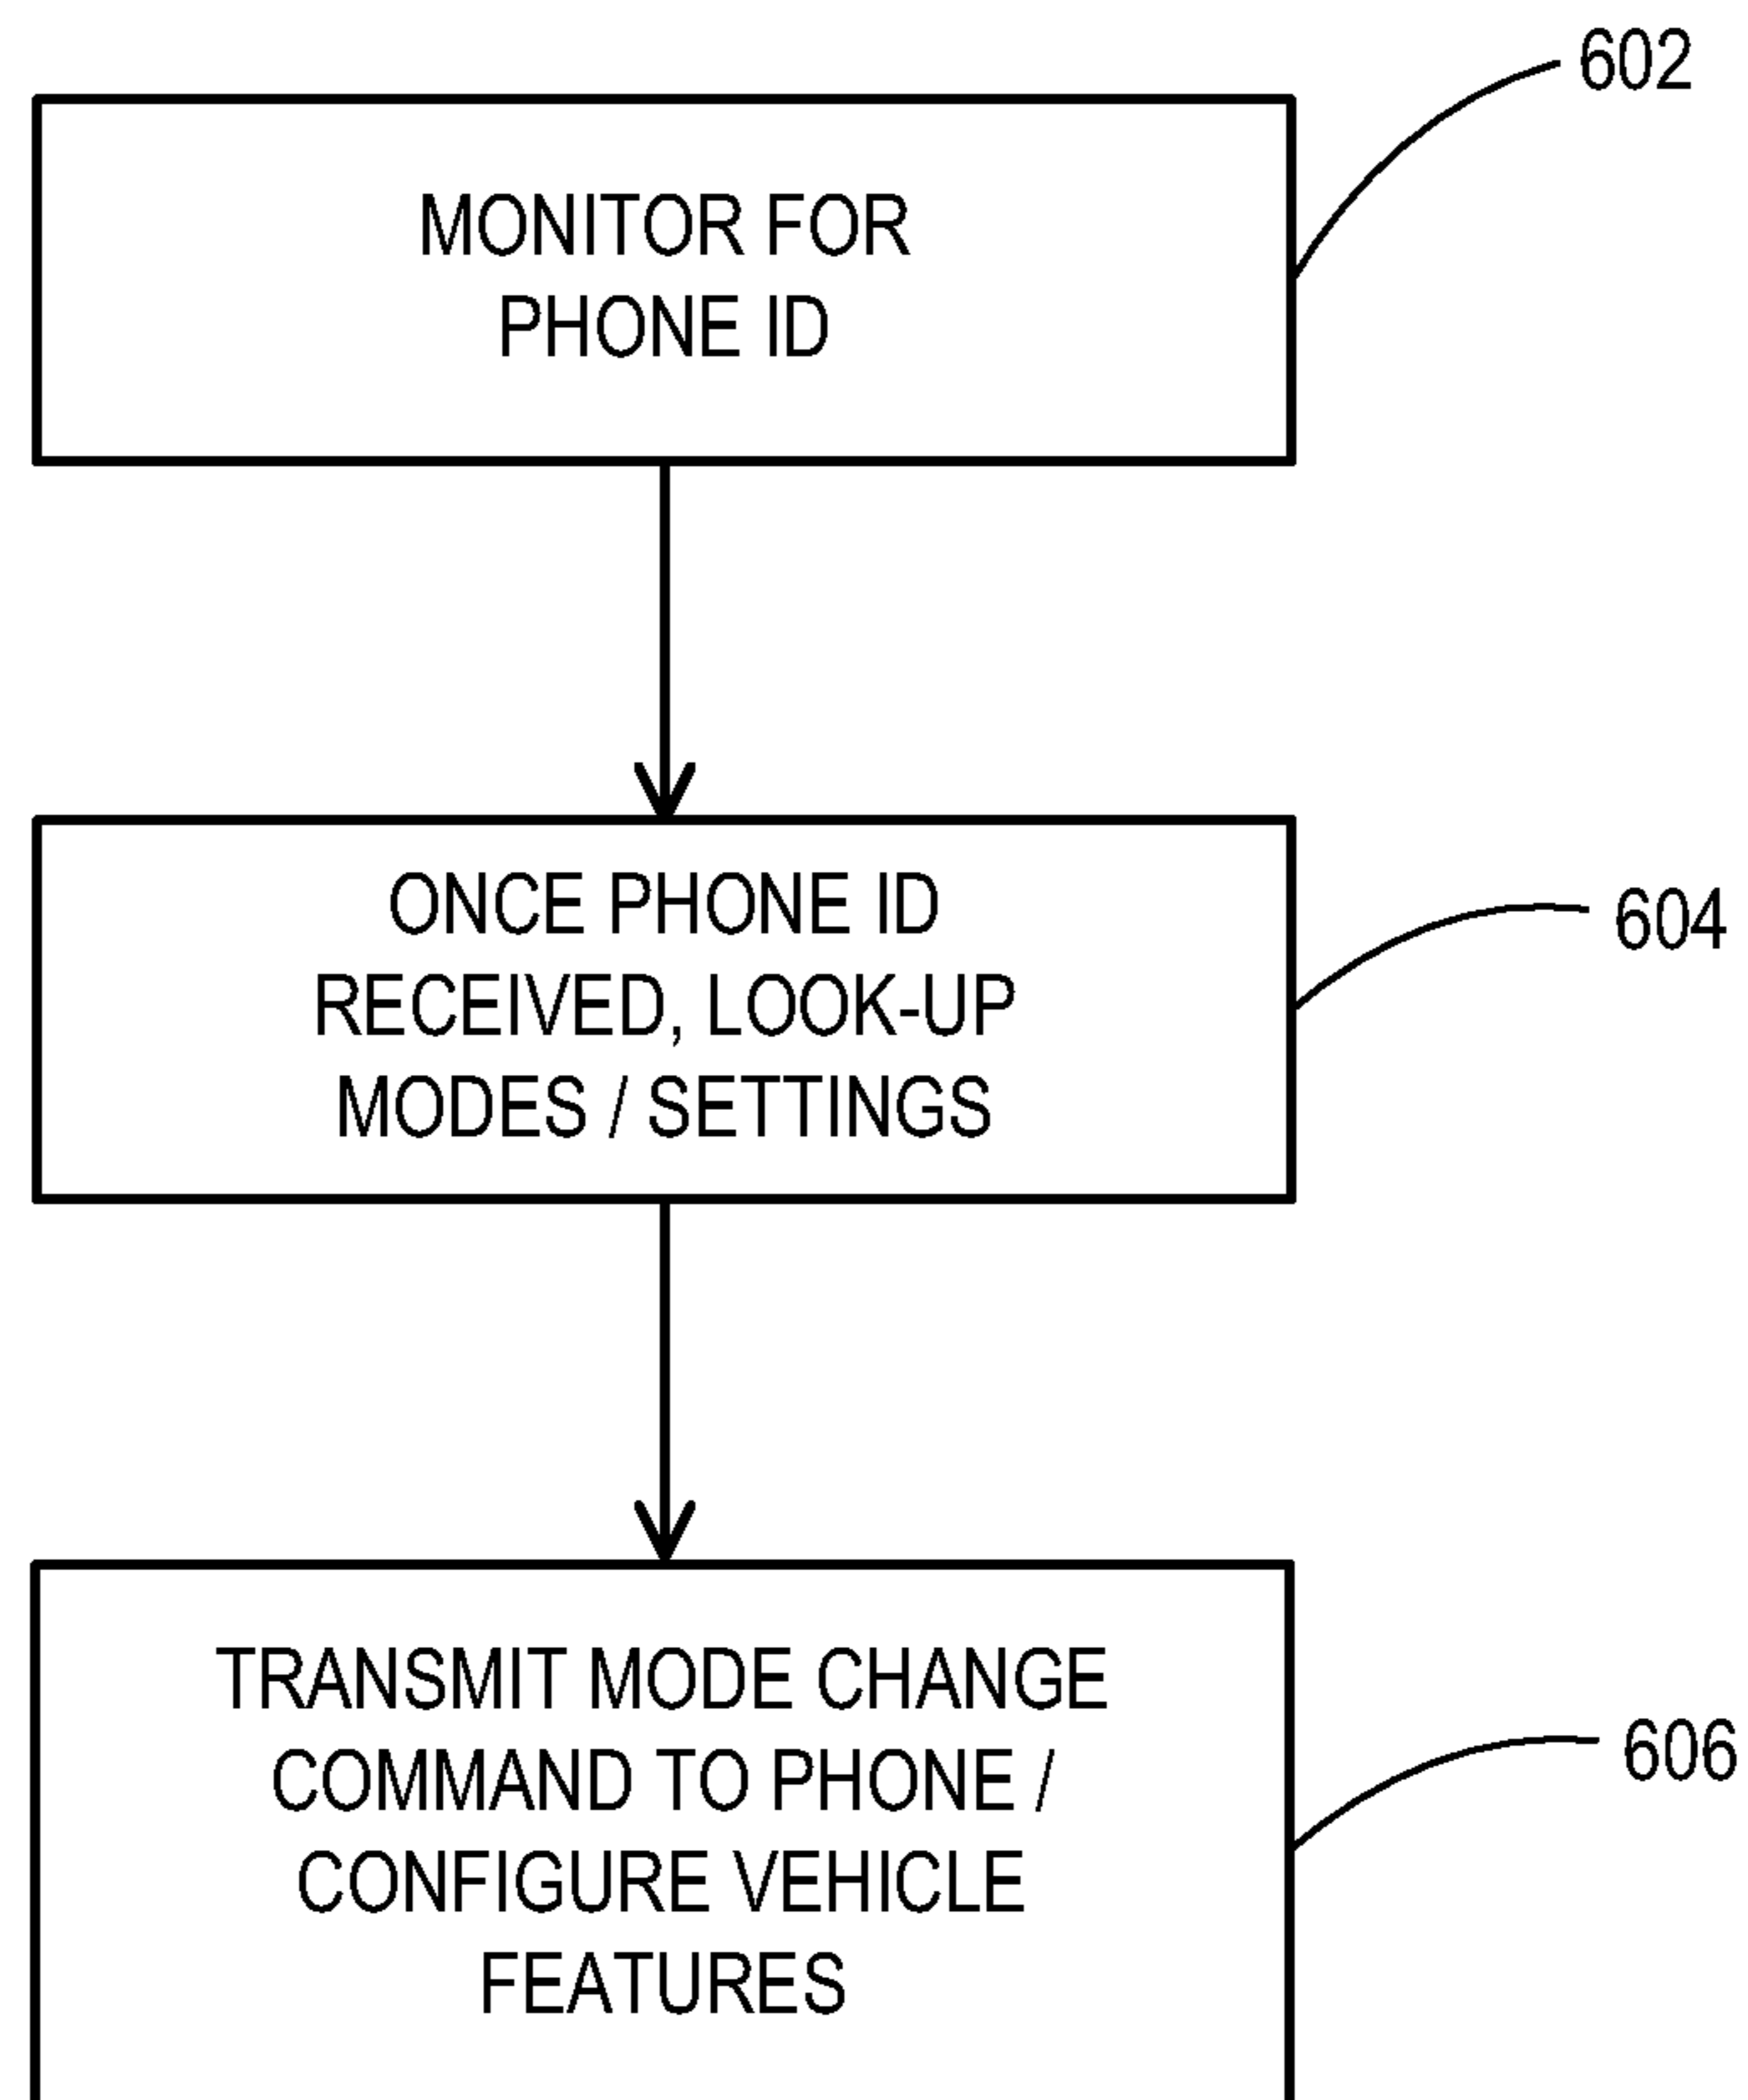 602
MONITOR FOR
PHONE ID
ONCE PHONE ID
RECEIVED, LOOK-UP
MODES / SETTINGS
604
TRANSMIT MODE CHANGE
COMMAND TO PHONE /
CONFIGURE VEHICLE
FEATURES
606